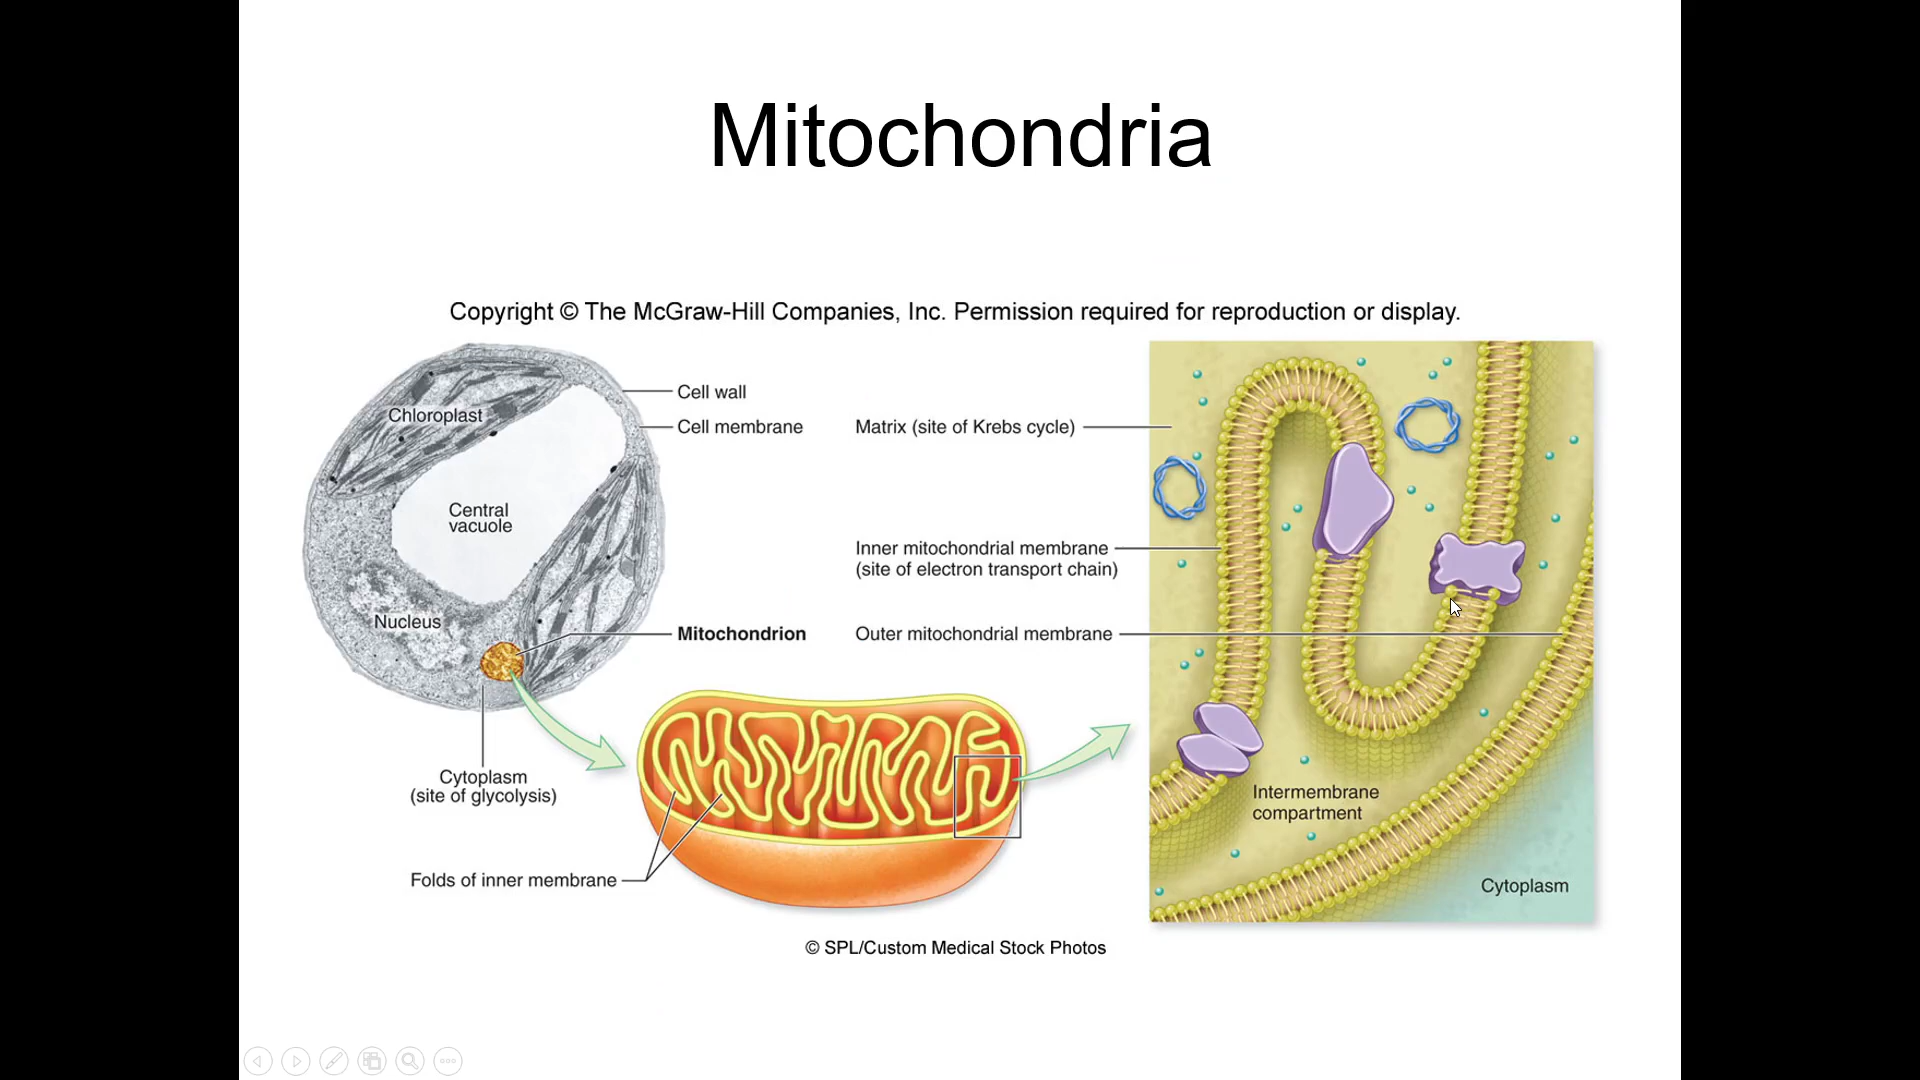 Mitochondria
Copyright © The McGraw-Hill Companies, Inc. Permission required for reproduction or display.
Chloroplast
Cell wall
Cell membrane
Central
vacuole
Nucleus
Mitochondrion
Cytoplasm
(site of glycolysis)
Folds of inner membrane
Matrix (site of Krebs cycle)
Inner mitochondrial membrane
(site of electron transport chain)
Outer mitochondrial membrane
Intermembrane
compartment
Cytoplasm
© SPL/Custom Medical Stock Photos